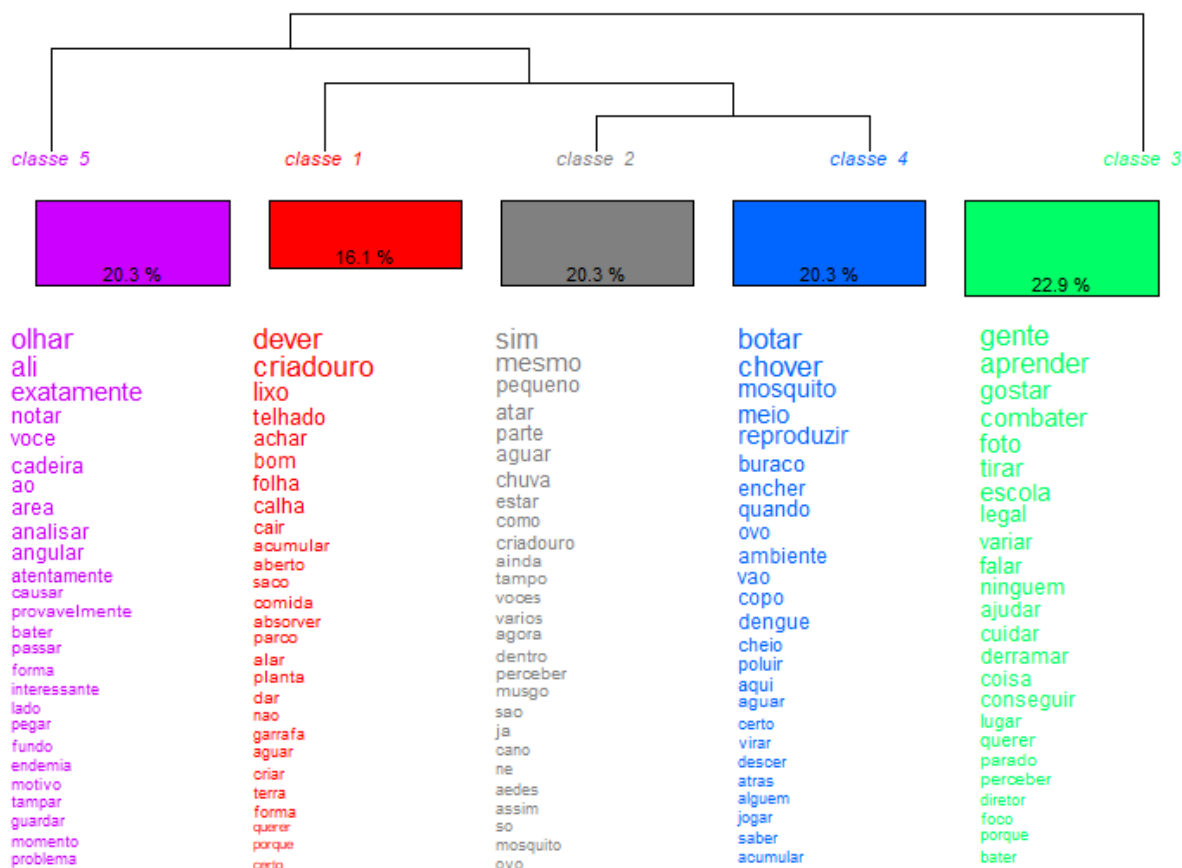 classe 5
classe 1
classe 2
classe 4
classe 3
20.3 %
16.1 %
20.3 %
20.3 %
22.9 %
olhar
ali
exatamente
notar
voce
cadeira
ao
area
analisar
angular
atentamente
causar
provavelmente
bater
passar
forma
interessante
lado
pegar
fundo
endemia
motivo
tampar
guardar
momento
problema
dever
criadouro
lixo
telhado
achar
bom
folha
calha
cair
acumular
aberto
saco
comida
absorver
parco
alar
planta
dar
nao
garrafa
aguar
criar
terra
forma
querer
porque
certo
sim
mesmo
pequeno
atar
parte
aguar
chuva
estar
como
criadouro
ainda
tampo
voces
varios
agora
dentro
perceber
musgo
sao
ja
cano
ne
aedes
assim
so
mosquito
ovo
botar
chover
mosquito
meio
reproduzir
buraco
encher
quando
ovo
ambiente
vao
copo
dengue
cheio
poluir
aqui
aguar
certo
virar
descer
atras
alguem
jogar
saber
acumular
gente
aprender
gostar
combater
foto
tirar
escola
legal
variar
falar
ninguem
ajudar
cuidar
derramar
coisa
conseguir
lugar
querer
parado
perceber
diretor
foco
porque
bater